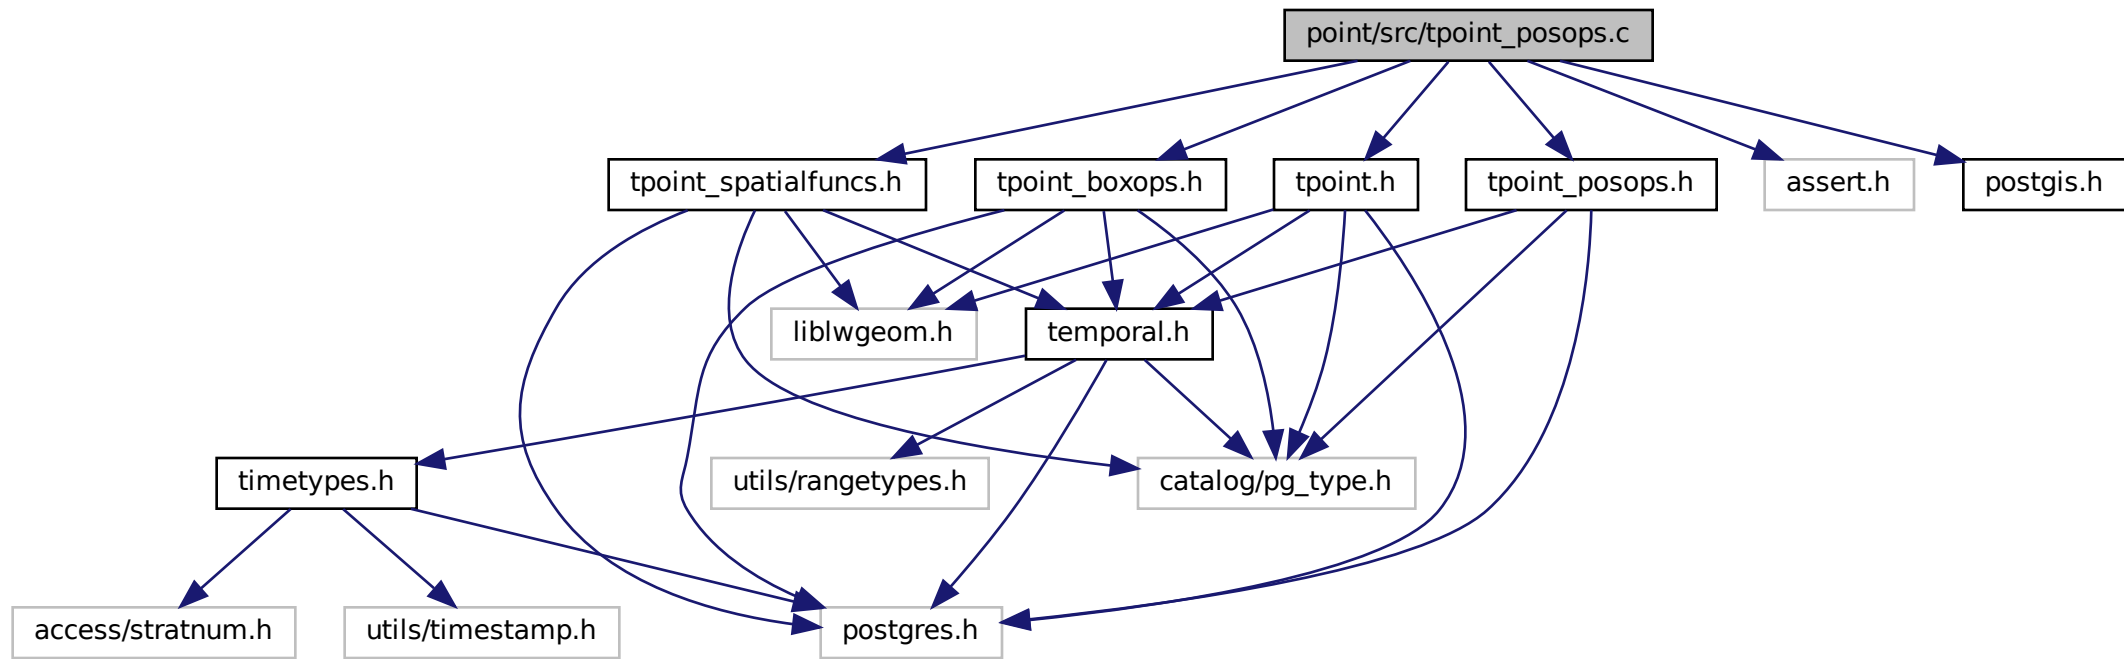 point/src/tpoint_posops.c
tpoint_spatialfuncs.h
tpoint_boxops.h
tpoint.h
tpoint_posops.h
assert.h
postgis.h
liblwgeom.h
temporal.h
timetypes.h
utils/rangetypes.h
catalog/pg_type.h
access/stratnum.h
utils/timestamp.h
postgres.h